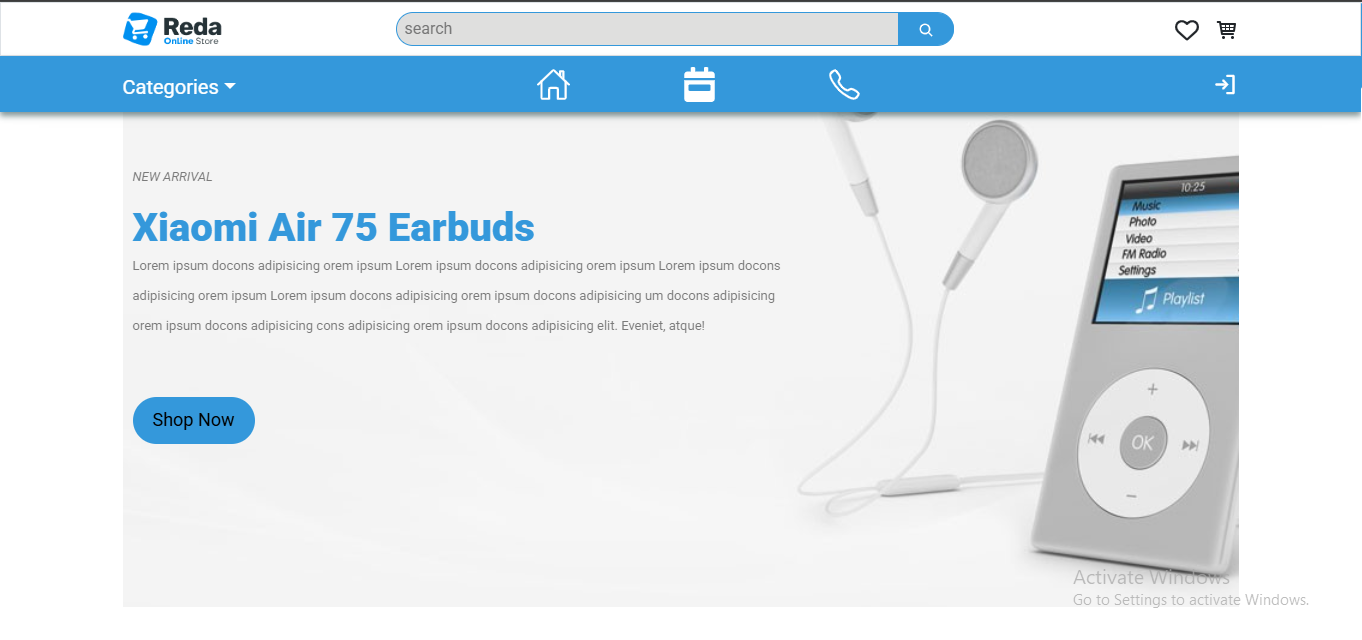 Reda
Online Store
search
Categories
NEW ARRIVAL
Xiaomi Air 75 Earbuds
Lorem ipsum docons adipisicing orem ipsum Lorem ipsum docons adipisicing orem ipsum Lorem ipsum docons
adipisicing orem ipsum Lorem ipsum docons adipisicing orem ipsum docons adipisicing um docons adipisicing
orem ipsum docons adipisicing cons adipisicing orem ipsum docons adipisicing elit. Eveniet, atque!
Shop Now
10:25
Music
Photo
Video
FM Radio
Settings
Playlist
+
OK
−
Activate Windows
Go to Settings to activate Windows.